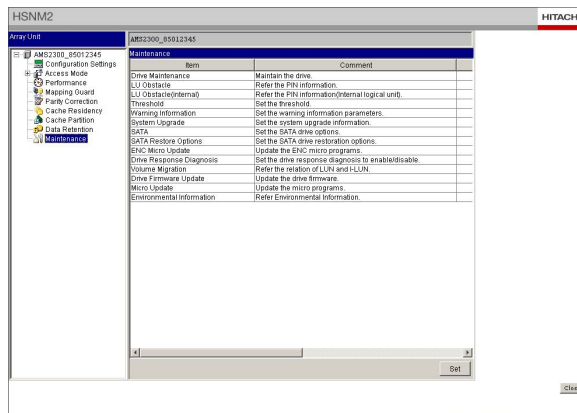 HSNM2
HITACH
Array Unit
AMS2300_85012345
AMS2300_85012345
Configuration Settings
Access Mode
Performance
Mapping Guard
Parity Correction
Cache Residency
Cache Partition
Data Retention
Maintenance
Maintenance
Item Comment
Drive Maintenance Maintain the drive.
LU Obstacle Refer the PIN information.
LU Obstacle(internal) Refer the PIN information(Internal logical unit).
Threshold Set the threshold.
Warning Information Set the warning information parameters.
System Upgrade Set the system upgrade information.
SATA Set the SATA drive options.
SATA Restore Options Set the SATA drive restoration options.
ENC Micro Update Update the ENC micro programs.
Drive Response Diagnosis Set the drive response diagnosis to enable/disable.
Volume Migration Refer the relation of LUN and I-LUN.
Drive Firmware Update Update the drive firmware.
Micro Update Update the micro programs.
Environmental Information Refer Environmental Information.
Set
Clos